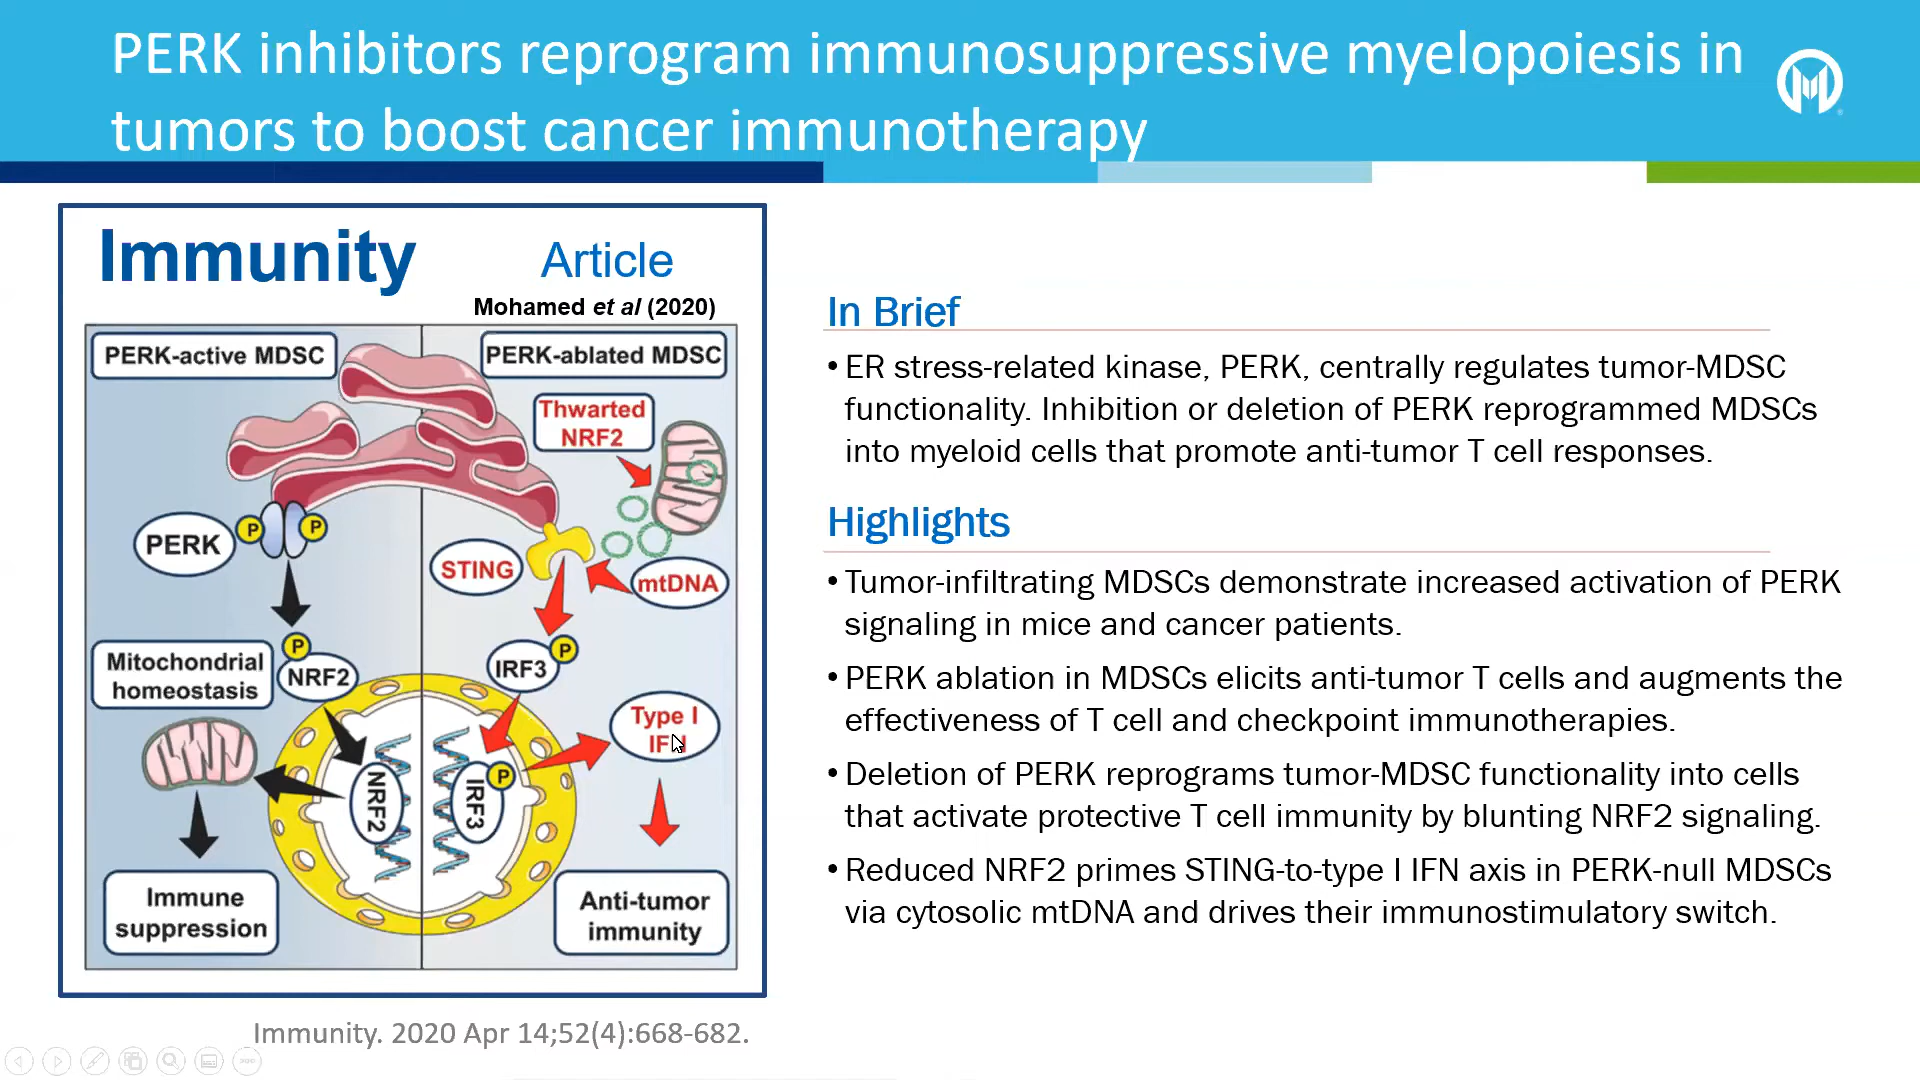 PERK inhibitors reprogram immunosuppressive myelopoiesis in
tumors to boost cancer immunotherapy
Immunity
Article
Mohamed et al (2020)
PERK-active MDSC
PERK-ablated MDSC
Thwarted
NRF2
PERK
P
P
STING
mtDNA
P
NRF2
Mitochondrial
homeostasis
IRF3
P
Type I
IFN
NRF2
IRF3
P
Immune
suppression
Anti-tumor
immunity
Immunity. 2020 Apr 14;52(4):668-682.
In Brief
• ER stress-related kinase, PERK, centrally regulates tumor-MDSC
functionality. Inhibition or deletion of PERK reprogrammed MDSCs
into myeloid cells that promote anti-tumor T cell responses.
Highlights
• Tumor-infiltrating MDSCs demonstrate increased activation of PERK
signaling in mice and cancer patients.
• PERK ablation in MDSCs elicits anti-tumor T cells and augments the
effectiveness of T cell and checkpoint immunotherapies.
• Deletion of PERK reprograms tumor-MDSC functionality into cells
that activate protective T cell immunity by blunting NRF2 signaling.
• Reduced NRF2 primes STING-to-type I IFN axis in PERK-null MDSCs
via cytosolic mtDNA and drives their immunostimulatory switch.